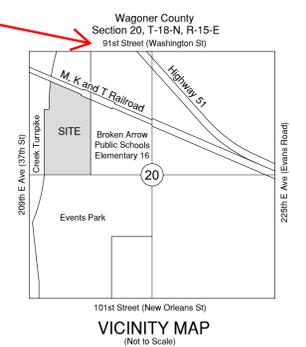 Wagoner County
Section 20, T-18-N, R-15-E
91st Street (Washington St)
M, K and T Railroad
Highway 51
SITE
Broken Arrow
Public Schools
Elementary 16
209th E Ave (37th St)
Creek Turnpike
20
225th E Ave (Evans Road)
Events Park
101st Street (New Orleans St)
VICINITY MAP
(Not to Scale)